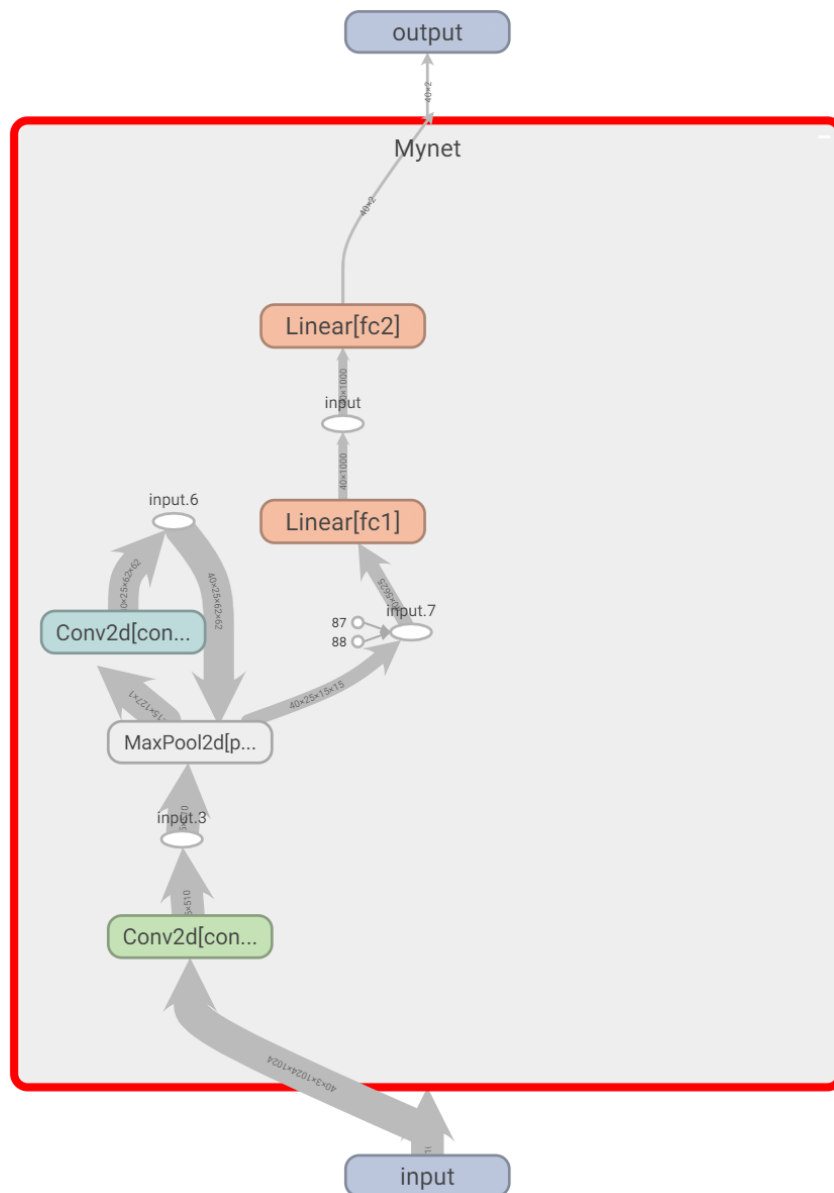 output
40×2
Mynet
40×2
Linear[fc2]
input
40×1000
Linear[fc1]
input.6
40×25×62×62
input.7
87
88
Conv2d[con...
40×25×15×15
MaxPool2d[p...
input.3
Conv2d[con...
40×3×1024×1024
input